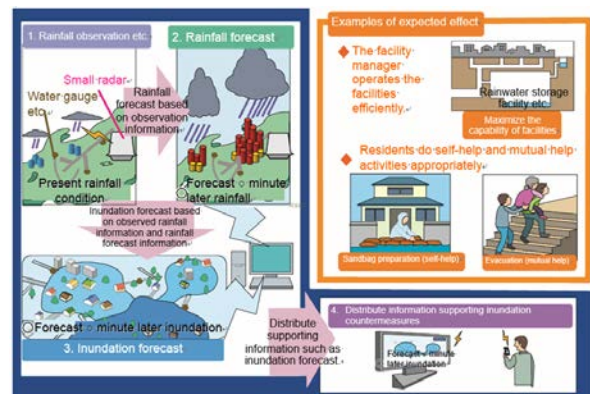 1. Rainfall observation etc.
2. Rainfall forecast
Small radar
Water gauge
etc
Rainfall
forecast based
on observation
information
Present rainfall
condition
Forecast ○ minute
later rainfall
Inundation forecast based
on observed rainfall
information and rainfall
forecast information
Forecast ○ minute later inundation
3. Inundation forecast
Distribute
supporting
information such as
inundation forecast.
Examples of expected effect
The facility
manager
operates the
facilities
efficiently.
Rainwater storage
facility etc
Maximize the
capability of facilities
Residents do self-help and mutual help
activities appropriately
Sandbag preparation (self-help)
Evacuation (mutual help)
4. Distribute information supporting inundation
countermeasures
Forecast ○ minute
later inundation